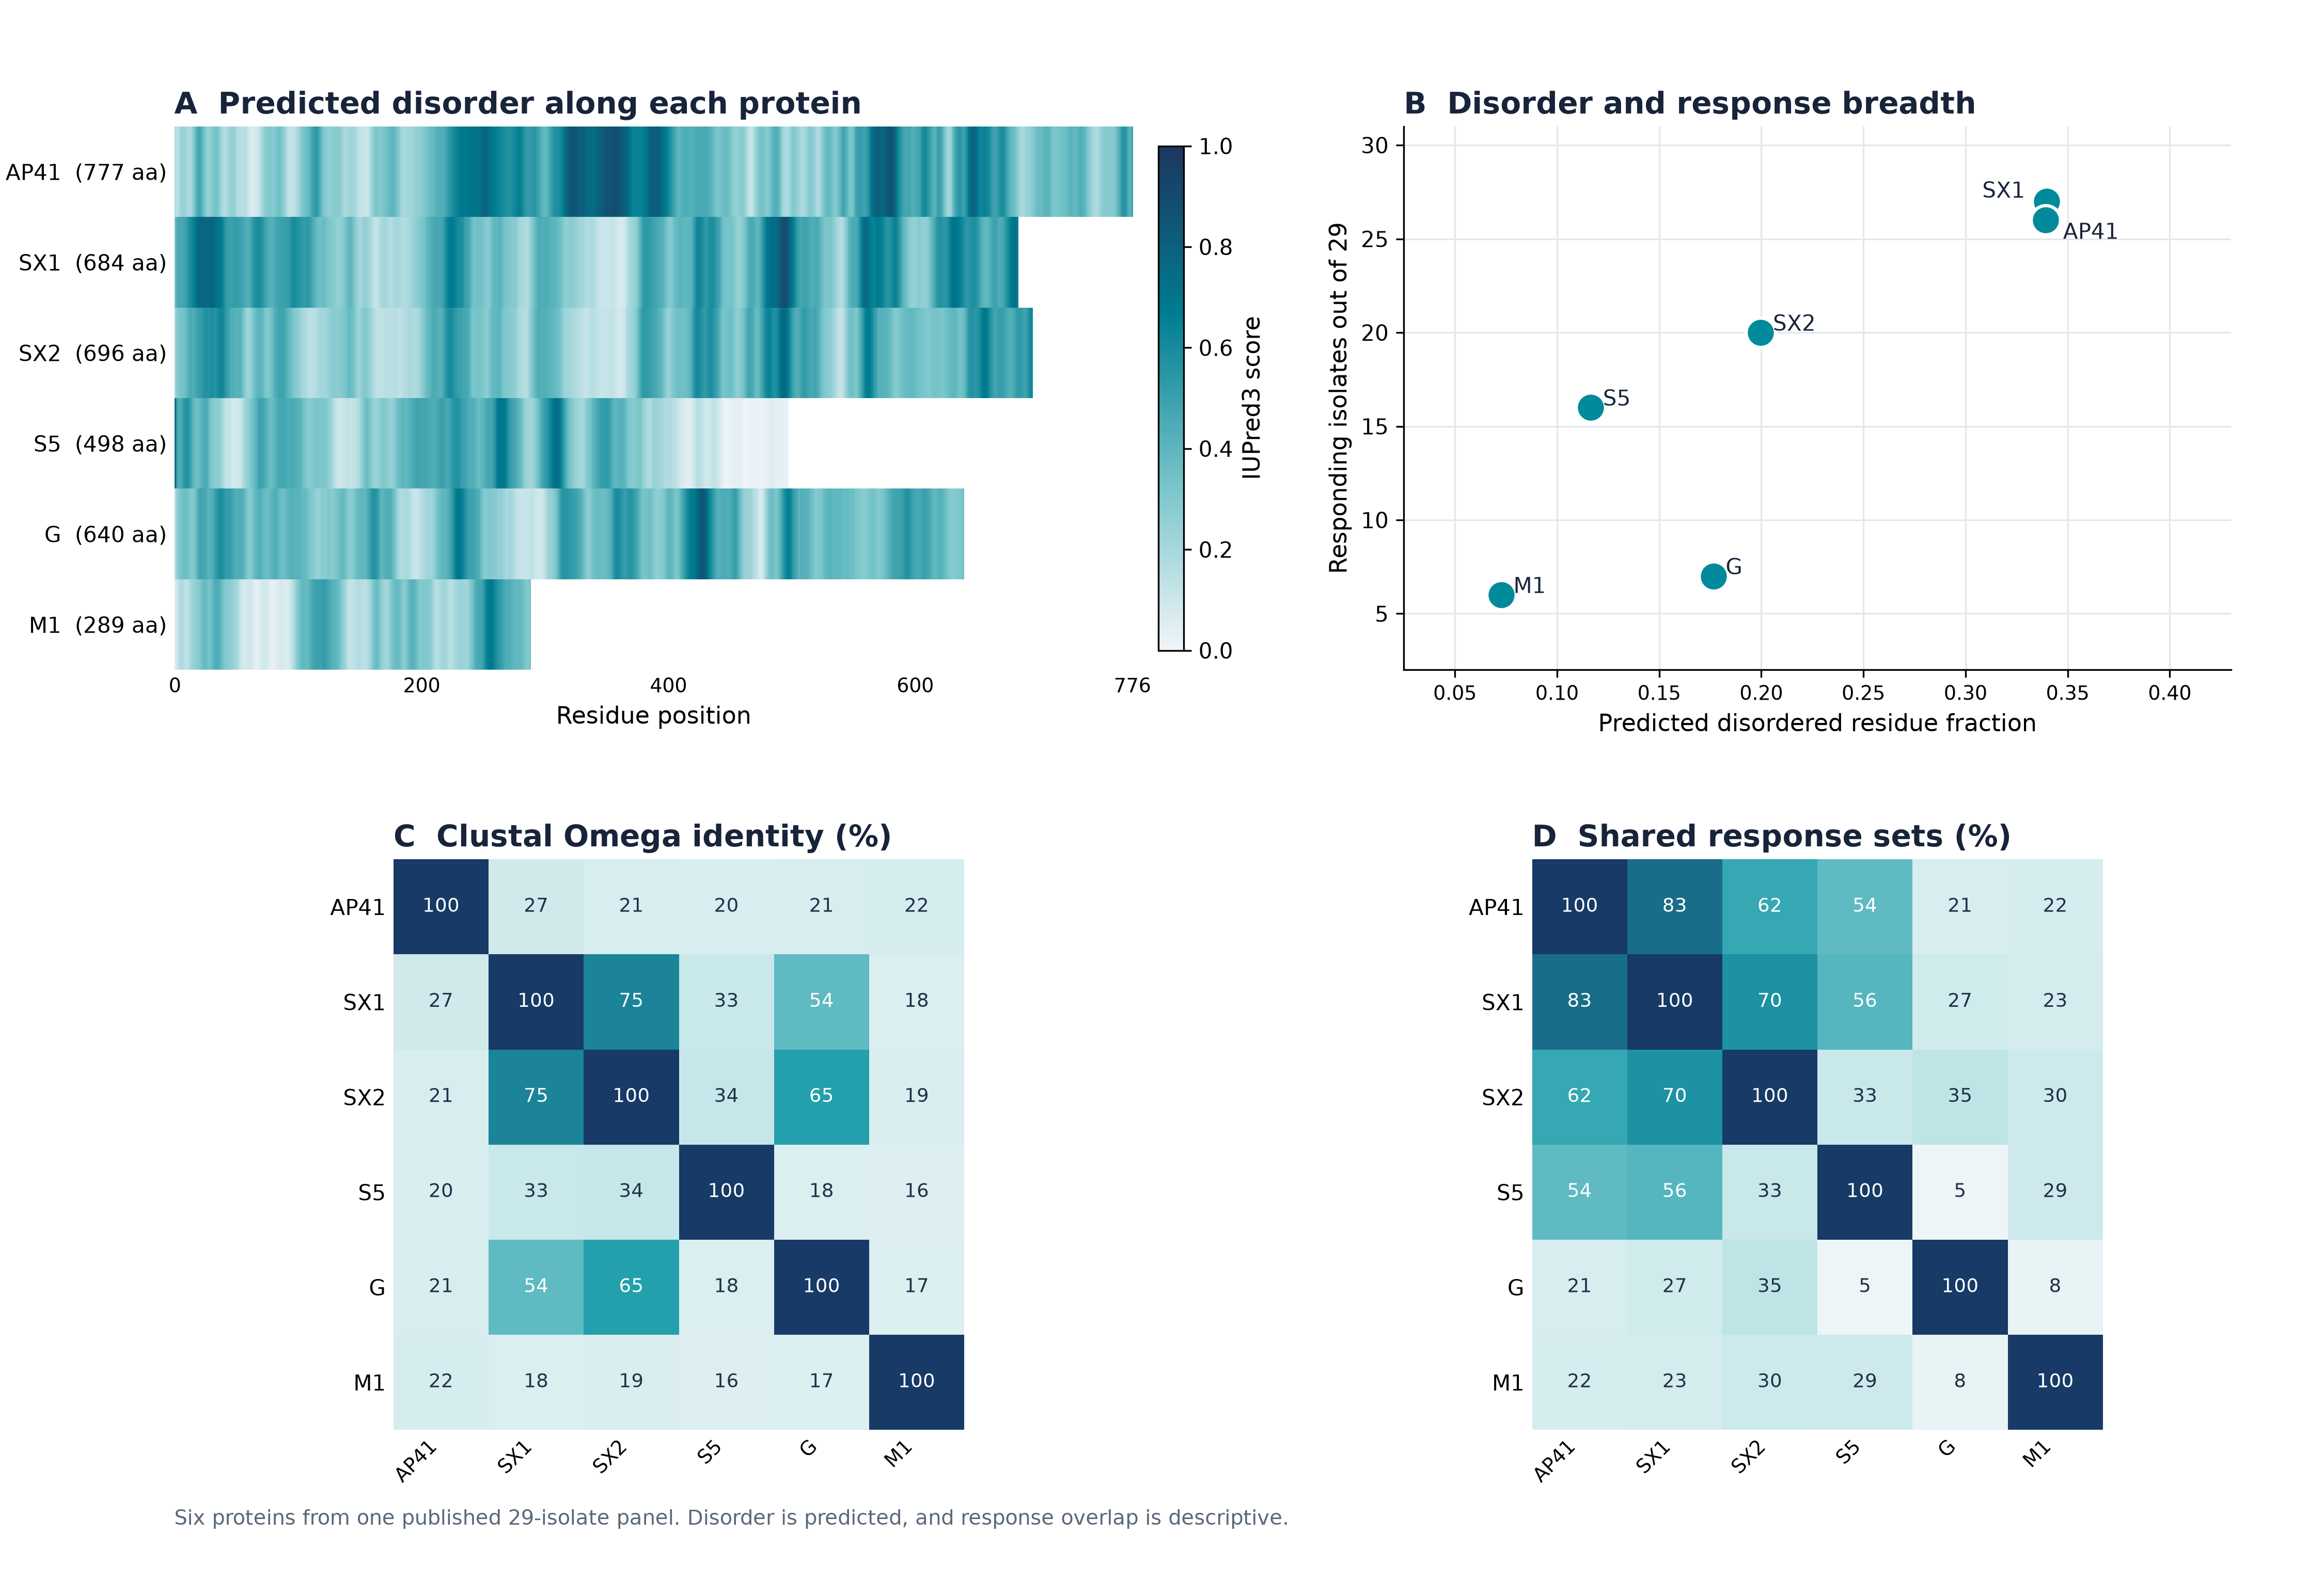 A Predicted disorder along each protein
AP41 (777 aa)
SX1 (684 aa)
SX2 (696 aa)
S5 (498 aa)
G (640 aa)
M1 (289 aa)
0 200 400 600 776
Residue position
1.0
0.8
0.6
0.4
0.2
0.0
IUPred3 score
B Disorder and response breadth
Responding isolates out of 29
30
25
20
15
10
5
SX1
AP41
SX2
S5
G
M1
0.05 0.10 0.15 0.20 0.25 0.30 0.35 0.40
Predicted disordered residue fraction
C Clustal Omega identity (%)
AP41 100 27 21 20 21 22
SX1 27 100 75 33 54 18
SX2 21 75 100 34 65 19
S5 20 33 34 100 18 16
G 21 54 65 18 100 17
M1 22 18 19 16 17 100
AP41 SX1 SX2 S5 G M1
D Shared response sets (%)
AP41 100 83 62 54 21 22
SX1 83 100 70 56 27 23
SX2 62 70 100 33 35 30
S5 54 56 33 100 5 29
G 21 27 35 5 100 8
M1 22 23 30 29 8 100
AP41 SX1 SX2 S5 G M1
Six proteins from one published 29-isolate panel. Disorder is predicted, and response overlap is descriptive.